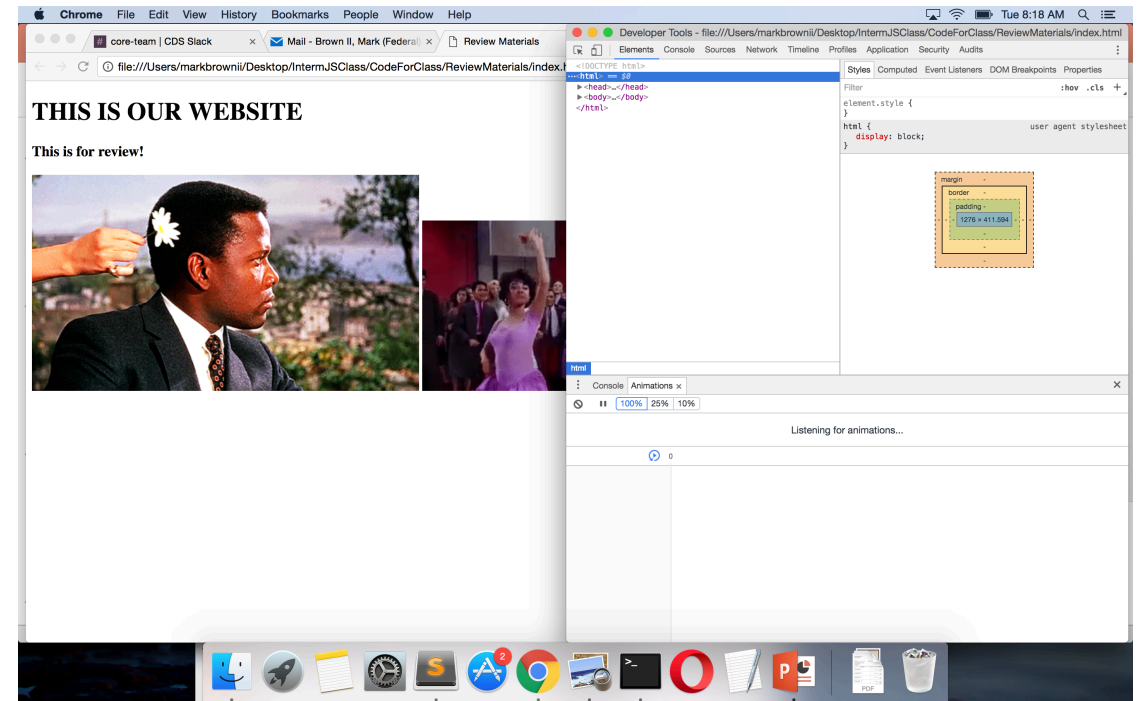 Chrome File Edit View History Bookmarks People Window Help Tue 8:18 AM
# core-team | CDS Slack × Mail - Brown II, Mark (Federal) × Review Materials
file:///Users/markbrownii/Desktop/IntermJSClass/CodeForClass/ReviewMaterials/index.h
THIS IS OUR WEBSITE
This is for review!
Developer Tools - file:///Users/markbrownii/Desktop/IntermJSClass/CodeForClass/ReviewMaterials/index.html
Elements Console Sources Network Timeline Profiles Application Security Audits
<!DOCTYPE html>
…<html> == $0
▶<head>…</head>
▶<body>…</body>
</html>
html
Styles Computed Event Listeners DOM Breakpoints Properties
Filter :hov .cls +
element.style {
}
html { user agent stylesheet
display: block;
}
margin -
border -
padding -
- - - 1276 × 411.594 - - -
-
-
-
Console Animations × ×
100% 25% 10%
Listening for animations...
0
S 2 >_ P PDF